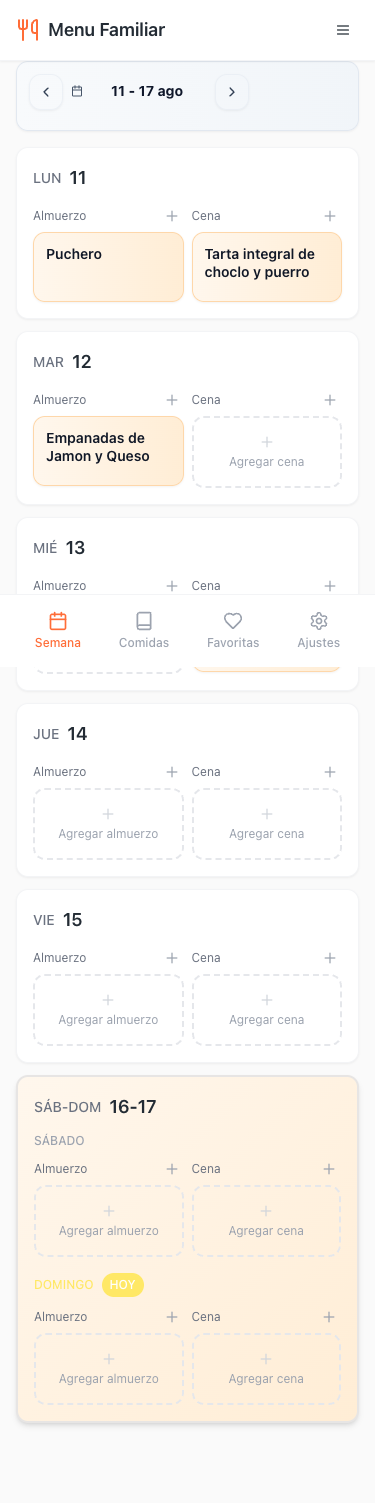 Menu Familiar
11 - 17 ago
LUN 11
Almuerzo
Cena
Puchero
Tarta integral de
choclo y puerro
MAR 12
Almuerzo
Cena
Empanadas de
Jamon y Queso
Agregar cena
MIÉ 13
Almuerzo
Cena
Semana
Comidas
Favoritas
Ajustes
JUE 14
Almuerzo
Cena
Agregar almuerzo
Agregar cena
VIE 15
Almuerzo
Cena
Agregar almuerzo
Agregar cena
SÁB-DOM 16-17
SÁBADO
Almuerzo
Cena
Agregar almuerzo
Agregar cena
DOMINGO HOY
Almuerzo
Cena
Agregar almuerzo
Agregar cena